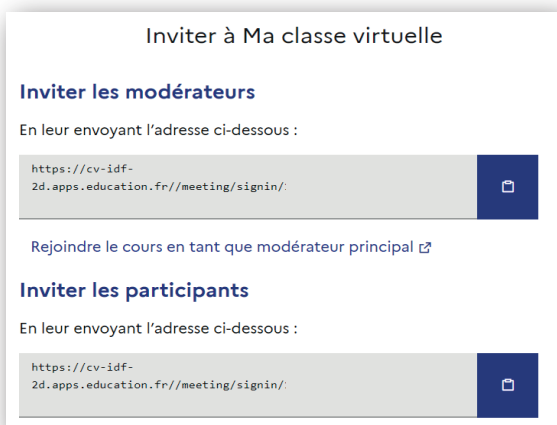 Inviter à Ma classe virtuelle
Inviter les modérateurs
En leur envoyant l'adresse ci-dessous :
https://cv-idf-
2d.apps.education.fr//meeting/signin/
Rejoindre le cours en tant que modérateur principal
Inviter les participants
En leur envoyant l'adresse ci-dessous :
https://cv-idf-
2d.apps.education.fr//meeting/signin/